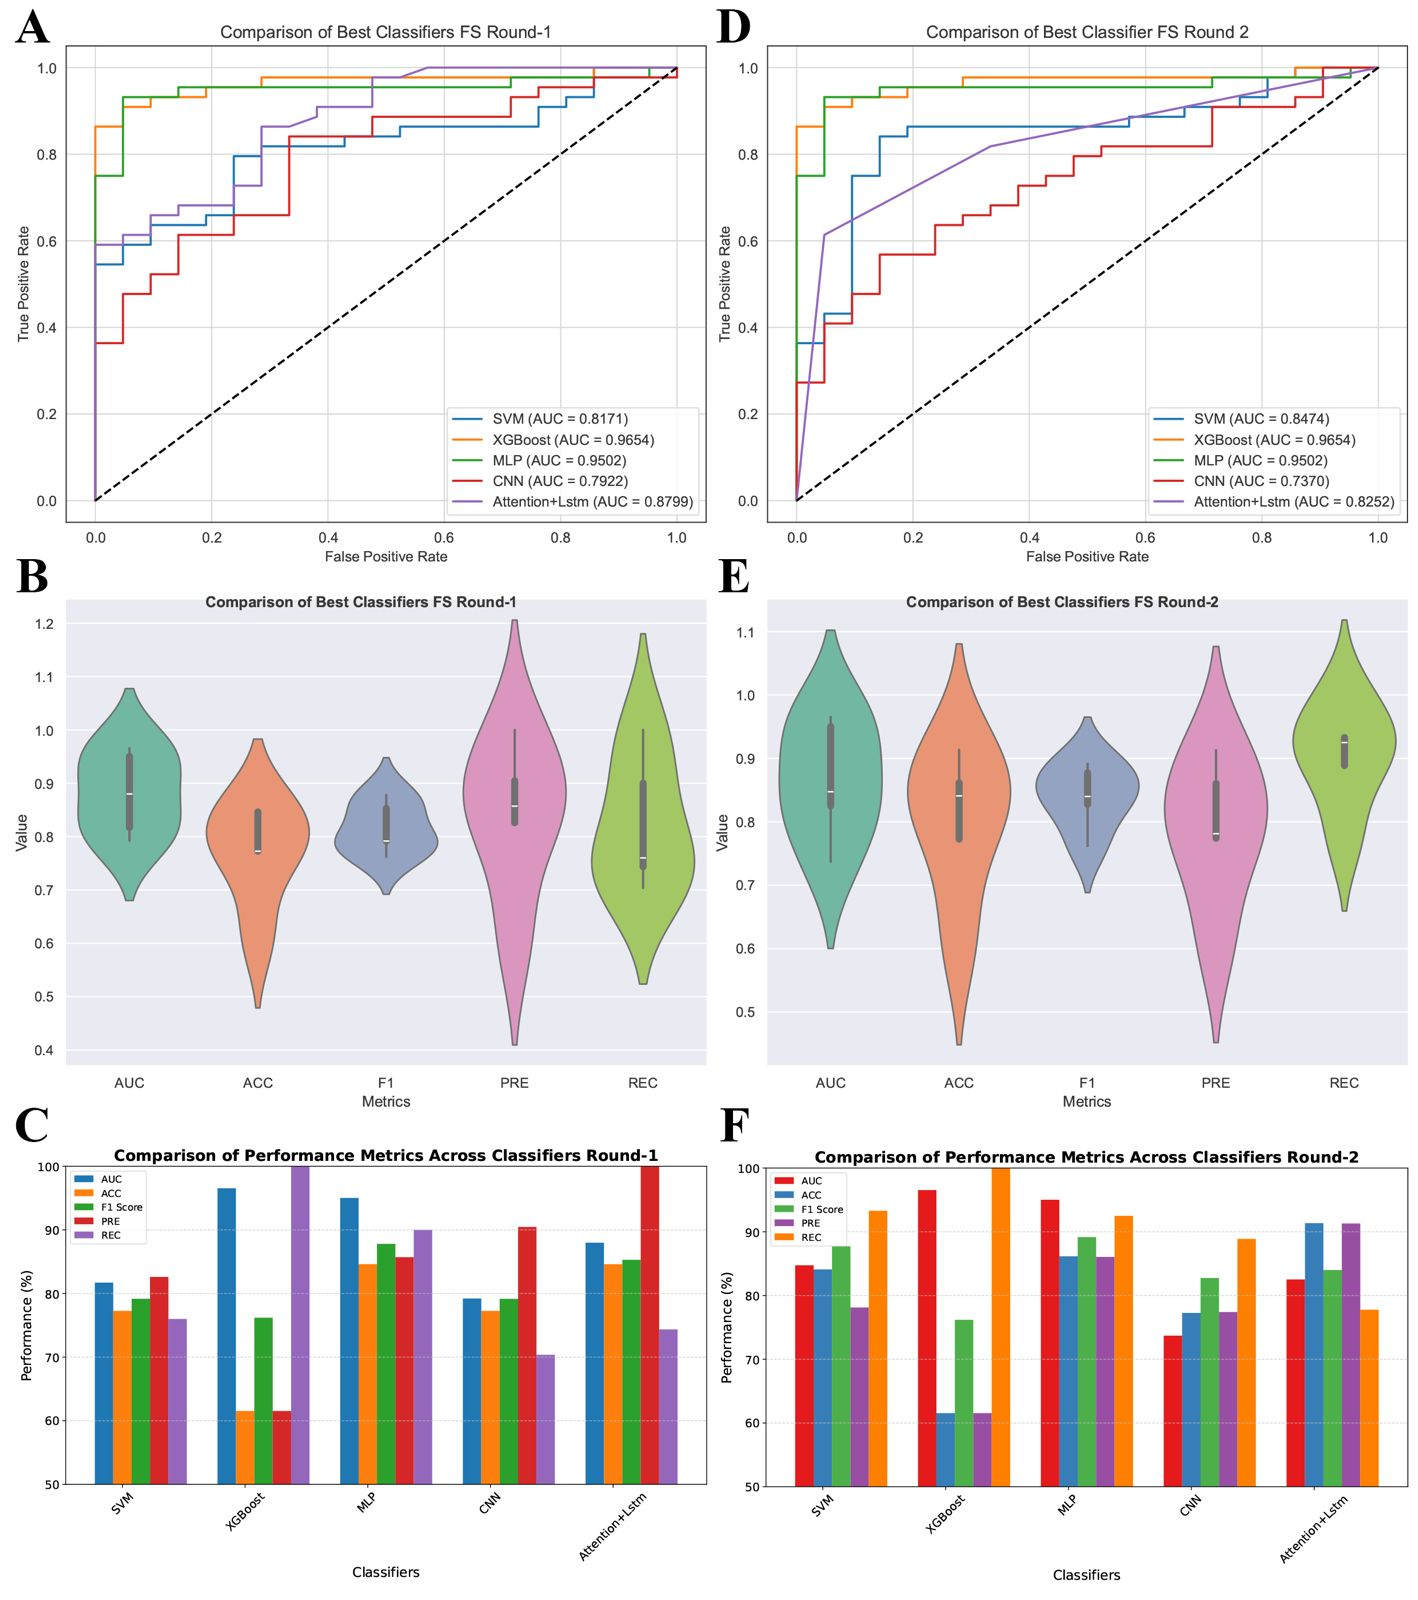 A
Comparison of Best Classifiers FS Round-1
True Positive Rate
1.0
0.8
0.6
0.4
0.2
0.0
SVM (AUC = 0.8171)
XGBoost (AUC = 0.9654)
MLP (AUC = 0.9502)
CNN (AUC = 0.7922)
Attention+Lstm (AUC = 0.8799)
0.0 0.2 0.4 0.6 0.8 1.0
False Positive Rate
D
Comparison of Best Classifier FS Round 2
True Positive Rate
1.0
0.8
0.6
0.4
0.2
0.0
SVM (AUC = 0.8474)
XGBoost (AUC = 0.9654)
MLP (AUC = 0.9502)
CNN (AUC = 0.7370)
Attention+Lstm (AUC = 0.8252)
0.0 0.2 0.4 0.6 0.8 1.0
False Positive Rate
B
Comparison of Best Classifiers FS Round-1
Value
1.2
1.1
1.0
0.9
0.8
0.7
0.6
0.5
0.4
AUC ACC F1 PRE REC
Metrics
E
Comparison of Best Classifiers FS Round-2
Value
1.1
1.0
0.9
0.8
0.7
0.6
0.5
AUC ACC F1 PRE REC
Metrics
C
Comparison of Performance Metrics Across Classifiers Round-1
Performance (%)
100
90
80
70
60
50
AUC
ACC
F1 Score
PRE
REC
SVM XGBoost MLP CNN Attention+Lstm
Classifiers
F
Comparison of Performance Metrics Across Classifiers Round-2
Performance (%)
100
90
80
70
60
50
AUC
ACC
F1 Score
PRE
REC
SVM XGBoost MLP CNN Attention+Lstm
Classifiers